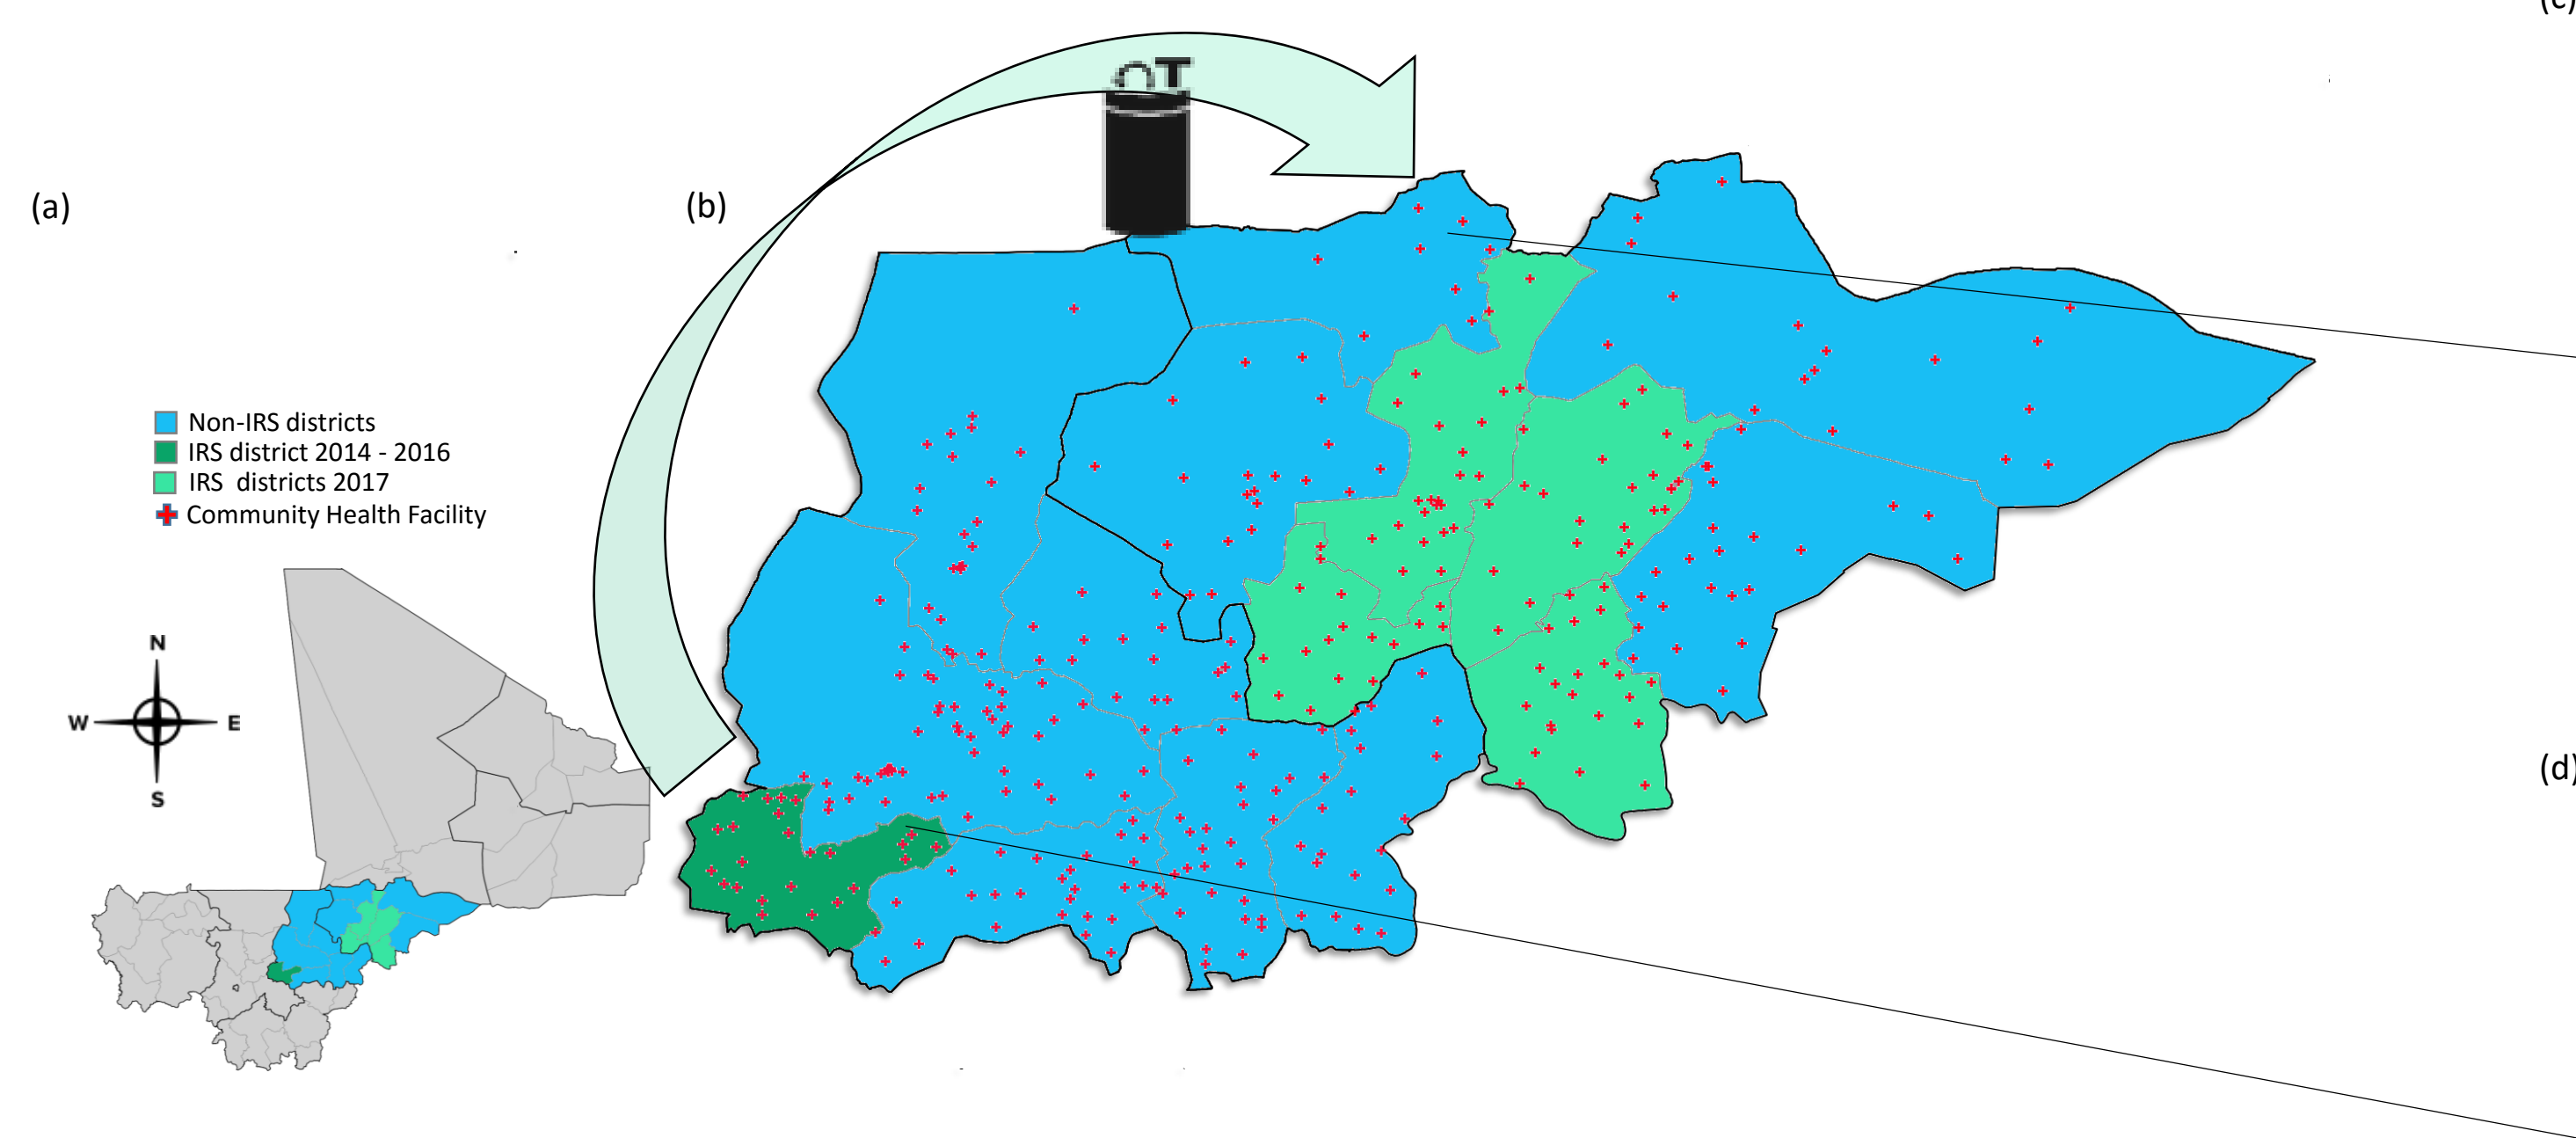 (c)
(a)
(b)
Non-IRS districts
IRS district 2014 - 2016
IRS districts 2017
Community Health Facility
N
W
E
S
(d)